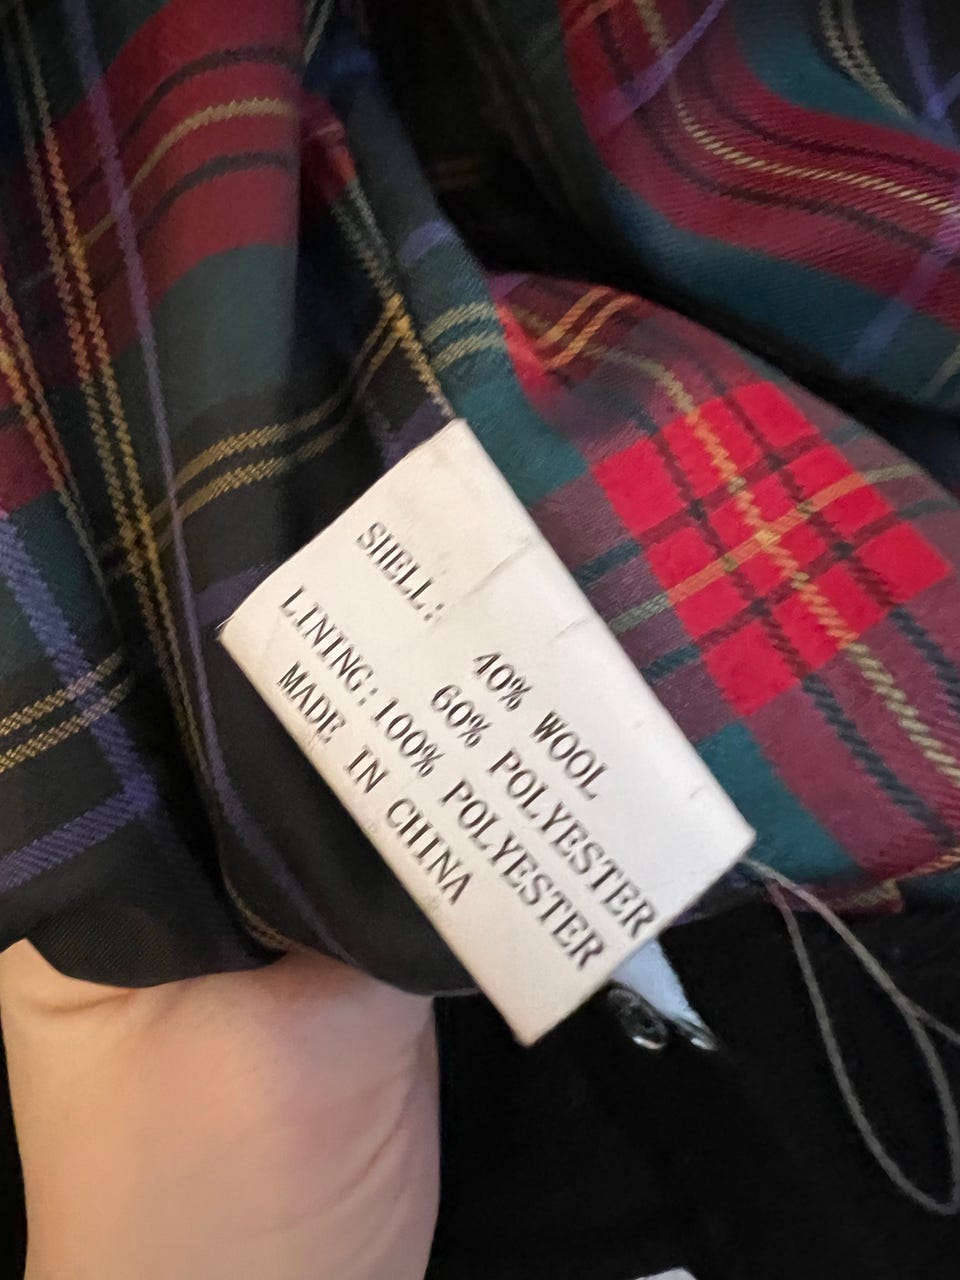 SHELL:
40% WOOL
60% POLYESTER
LINING: 100% POLYESTER
MADE IN CHINA